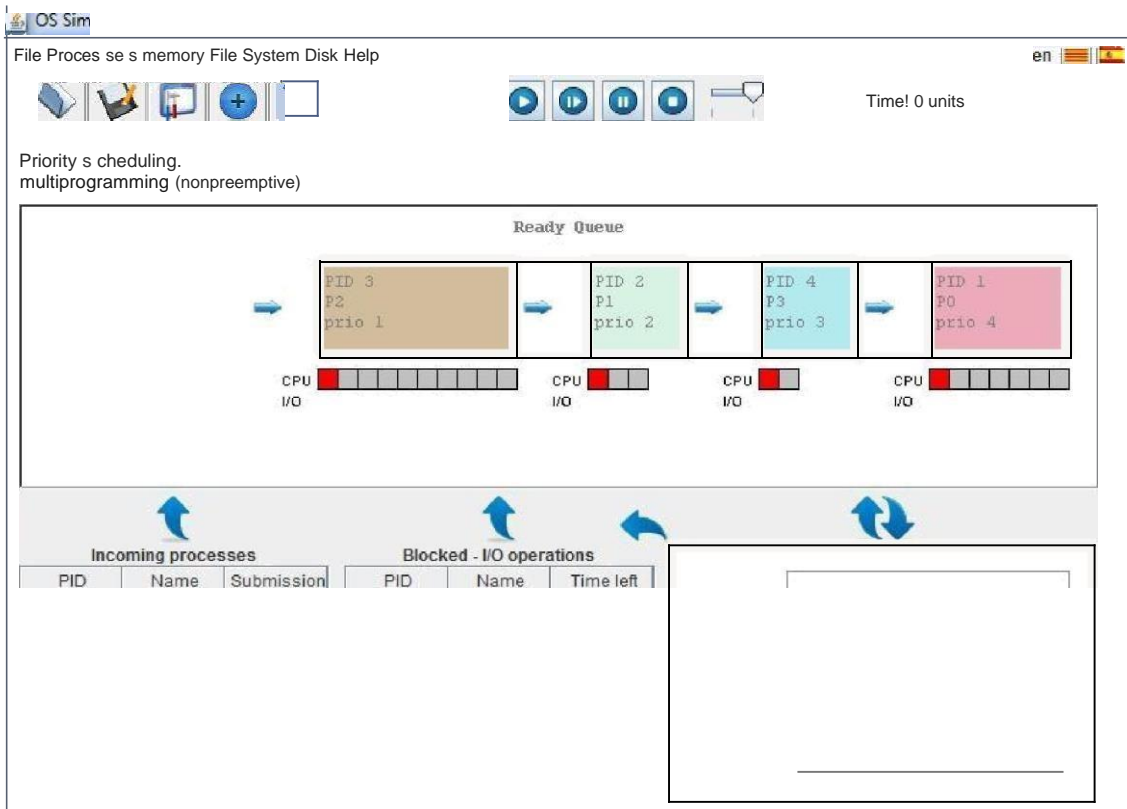 OS Sim
File Proces se s memory File System Disk Help
en
Time! 0 units
Priority s cheduling.
multiprogramming (nonpreemptive)
Ready Queue
PID 3
P2
prio 1
PID 2
P1
prio 2
PID 4
P3
prio 3
PID 1
P0
prio 4
CPU
I/O
CPU
I/O
CPU
I/O
CPU
I/O
Incoming processes
PID Name Submission
Blocked - I/O operations
PID Name Time left